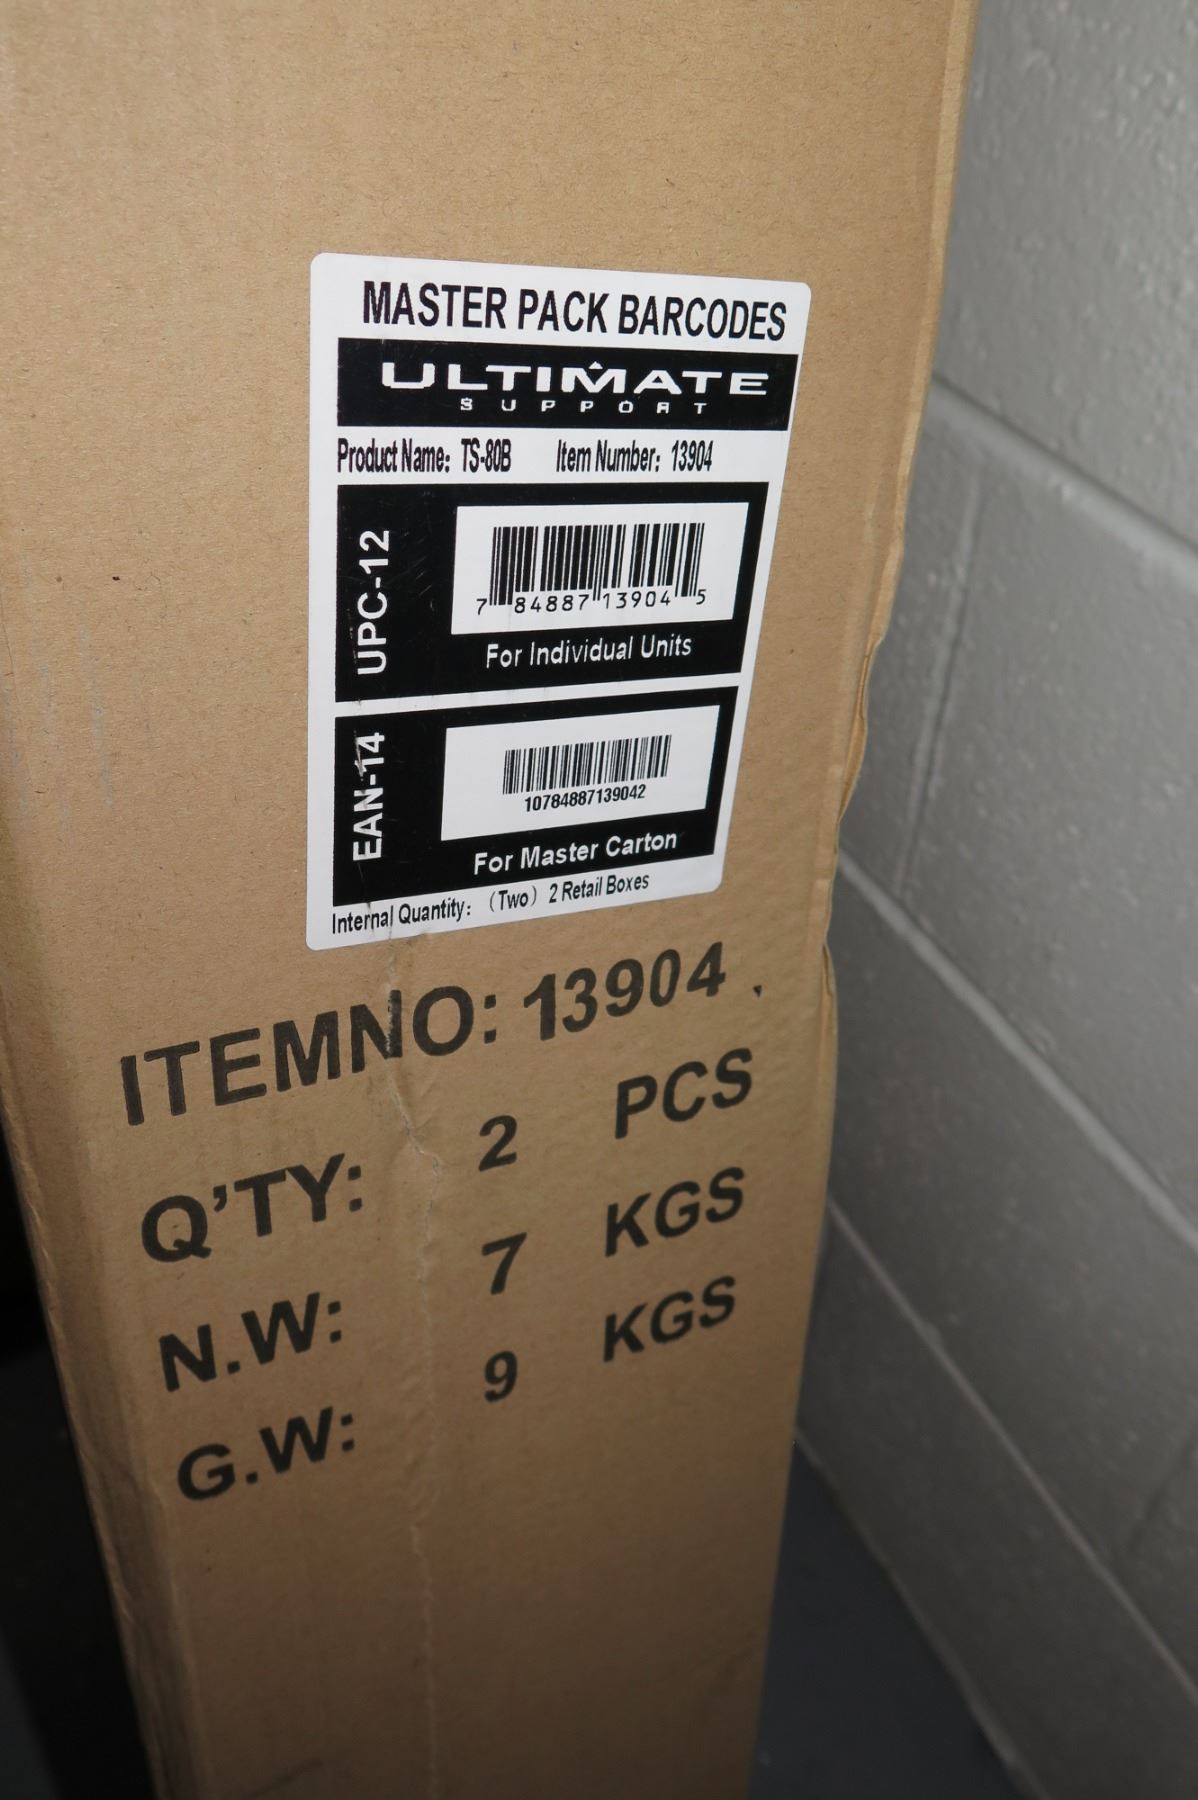 MASTER PACK BARCODES
ULTIMATE
SUPPORT
Product Name: TS-80B Item Number: 13904
UPC-12
7 84887 13904 5
For Individual Units
EAN-14
10784887139042
For Master Carton
Internal Quantity: (Two) 2 Retail Boxes
ITEMNO: 13904
Q'TY: 2 PCS
N.W: 7 KGS
G.W: 9 KGS